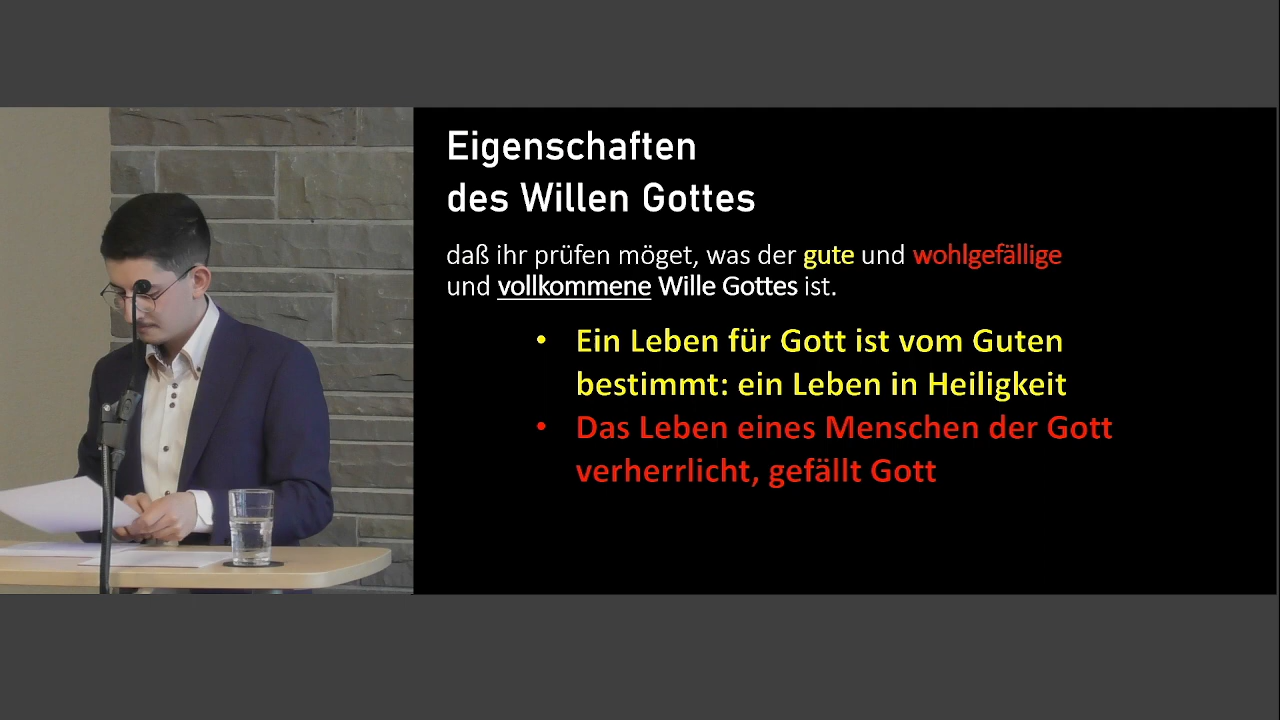 Eigenschaften
des Willen Gottes
daß ihr prüfen möget, was der gute und wohlgefällige
und vollkommene Wille Gottes ist.
• Ein Leben für Gott ist vom Guten
bestimmt: ein Leben in Heiligkeit
• Das Leben eines Menschen der Gott
verherrlicht, gefällt Gott